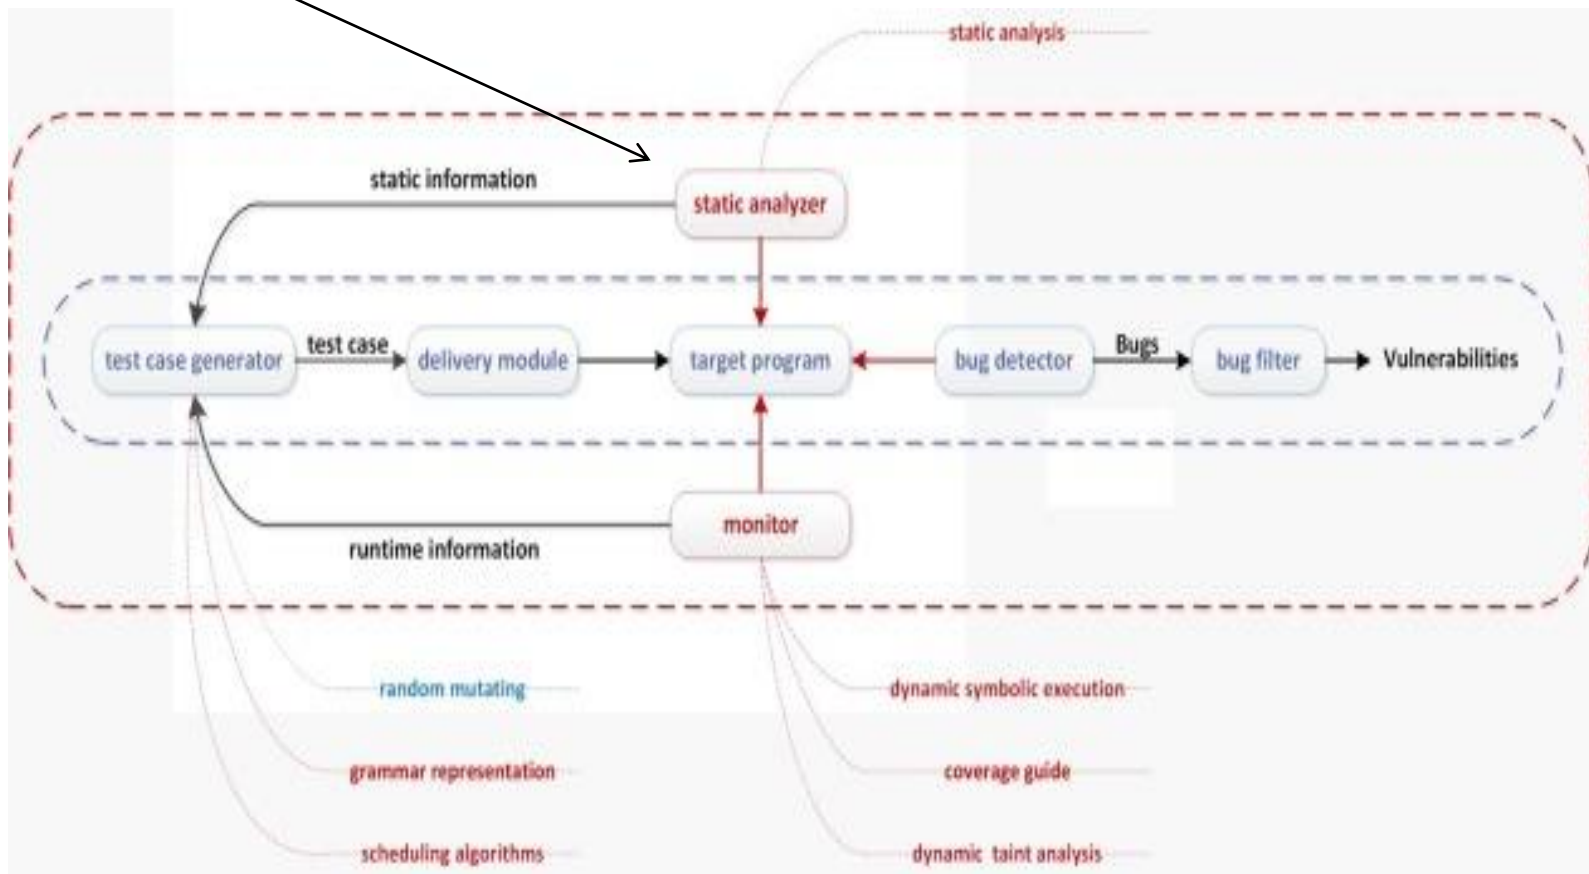 static analysis
static information
static analyzer
test case generator
test case
delivery module
target program
bug detector
Bugs
bug filter
Vulnerabilities
monitor
runtime information
random mutating
dynamic symbolic execution
grammar representation
coverage guide
scheduling algorithms
dynamic taint analysis